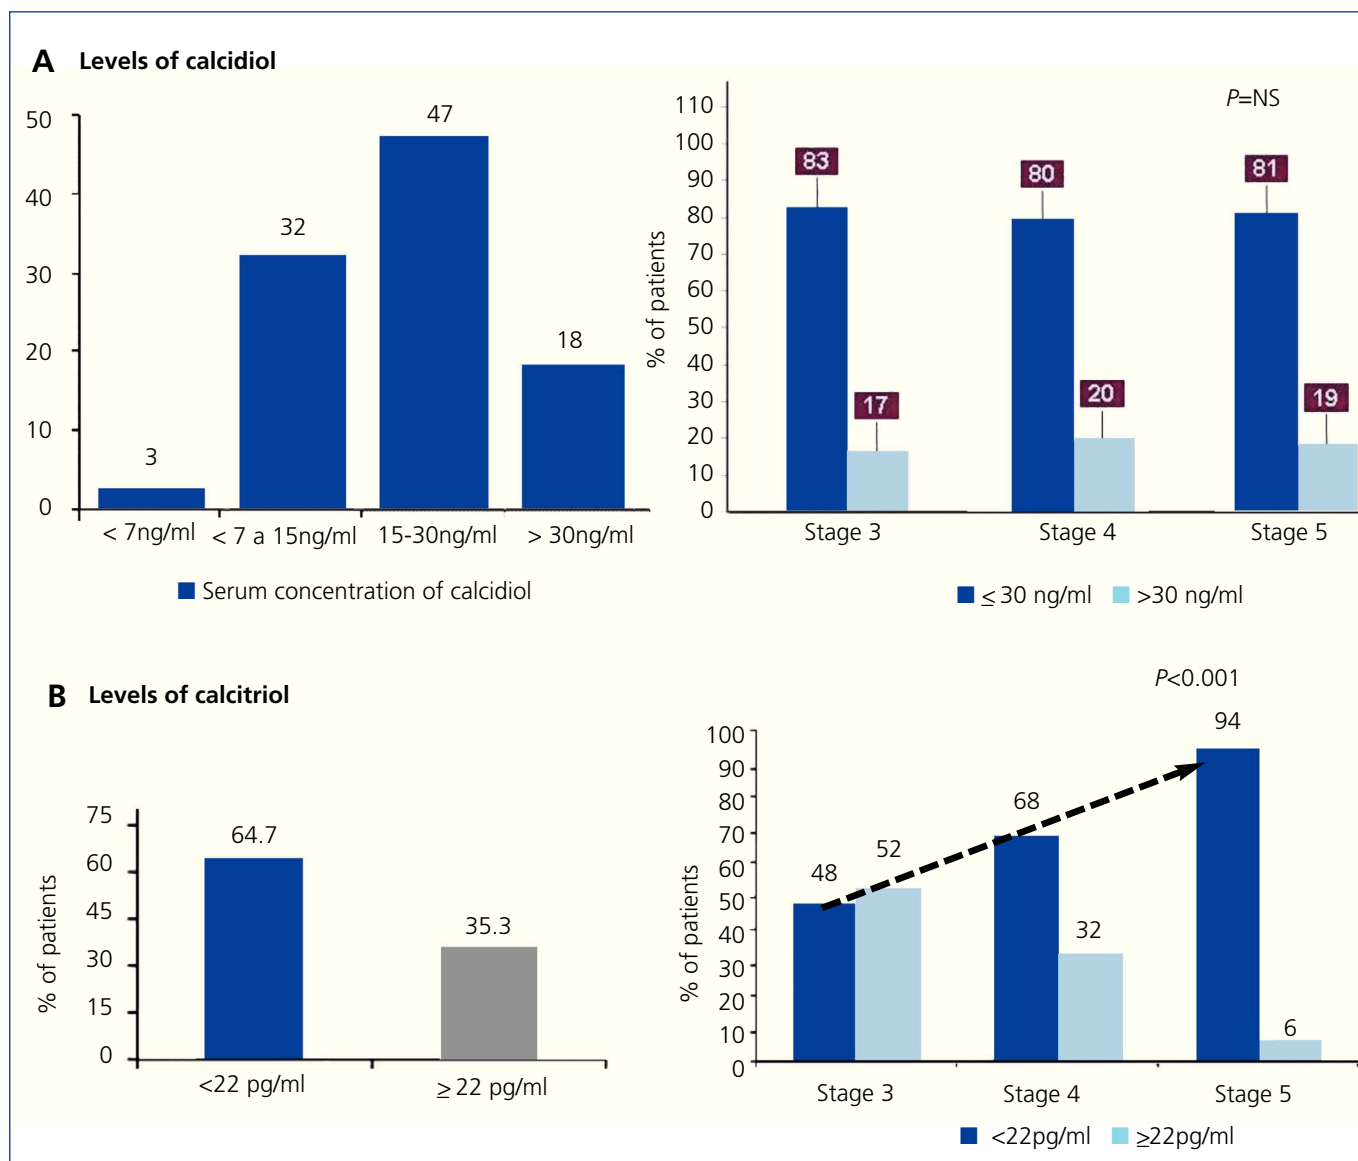 A Levels of calcidiol
50
40
30
20
10
0
3
32
47
18
< 7ng/ml
< 7 a 15ng/ml
15-30ng/ml
> 30ng/ml
Serum concentration of calcidiol
P=NS
% of patients
110
100
90
80
70
60
50
40
30
20
10
0
83
17
80
20
81
19
Stage 3
Stage 4
Stage 5
≤ 30 ng/ml
>30 ng/ml
B Levels of calcitriol
% of patients
75
60
45
30
15
0
64.7
35.3
<22 pg/ml
≥ 22 pg/ml
P<0.001
% of patients
100
90
80
70
60
50
40
30
20
10
0
48
52
68
32
94
6
Stage 3
Stage 4
Stage 5
<22pg/ml
≥22pg/ml